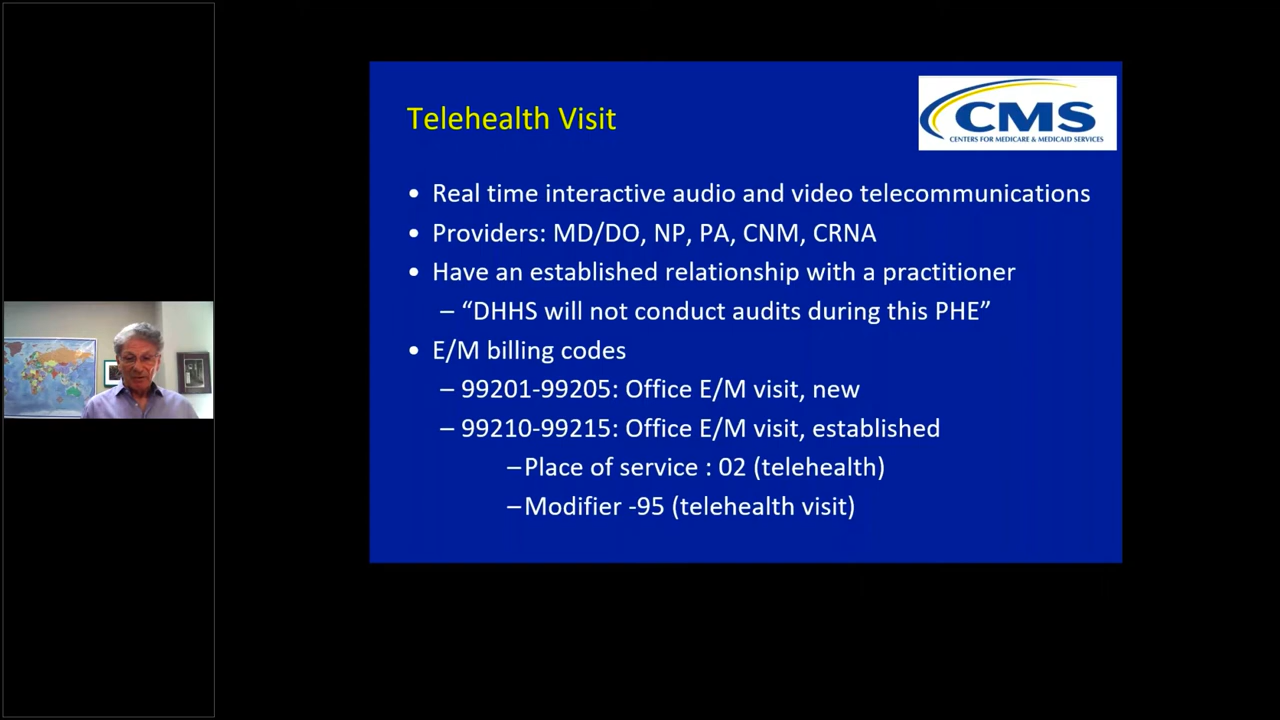 Telehealth Visit
CMS
CENTERS FOR MEDICARE & MEDICAID SERVICES
• Real time interactive audio and video telecommunications
• Providers: MD/DO, NP, PA, CNM, CRNA
• Have an established relationship with a practitioner
– “DHHS will not conduct audits during this PHE”
• E/M billing codes
– 99201-99205: Office E/M visit, new
– 99210-99215: Office E/M visit, established
–Place of service : 02 (telehealth)
–Modifier -95 (telehealth visit)